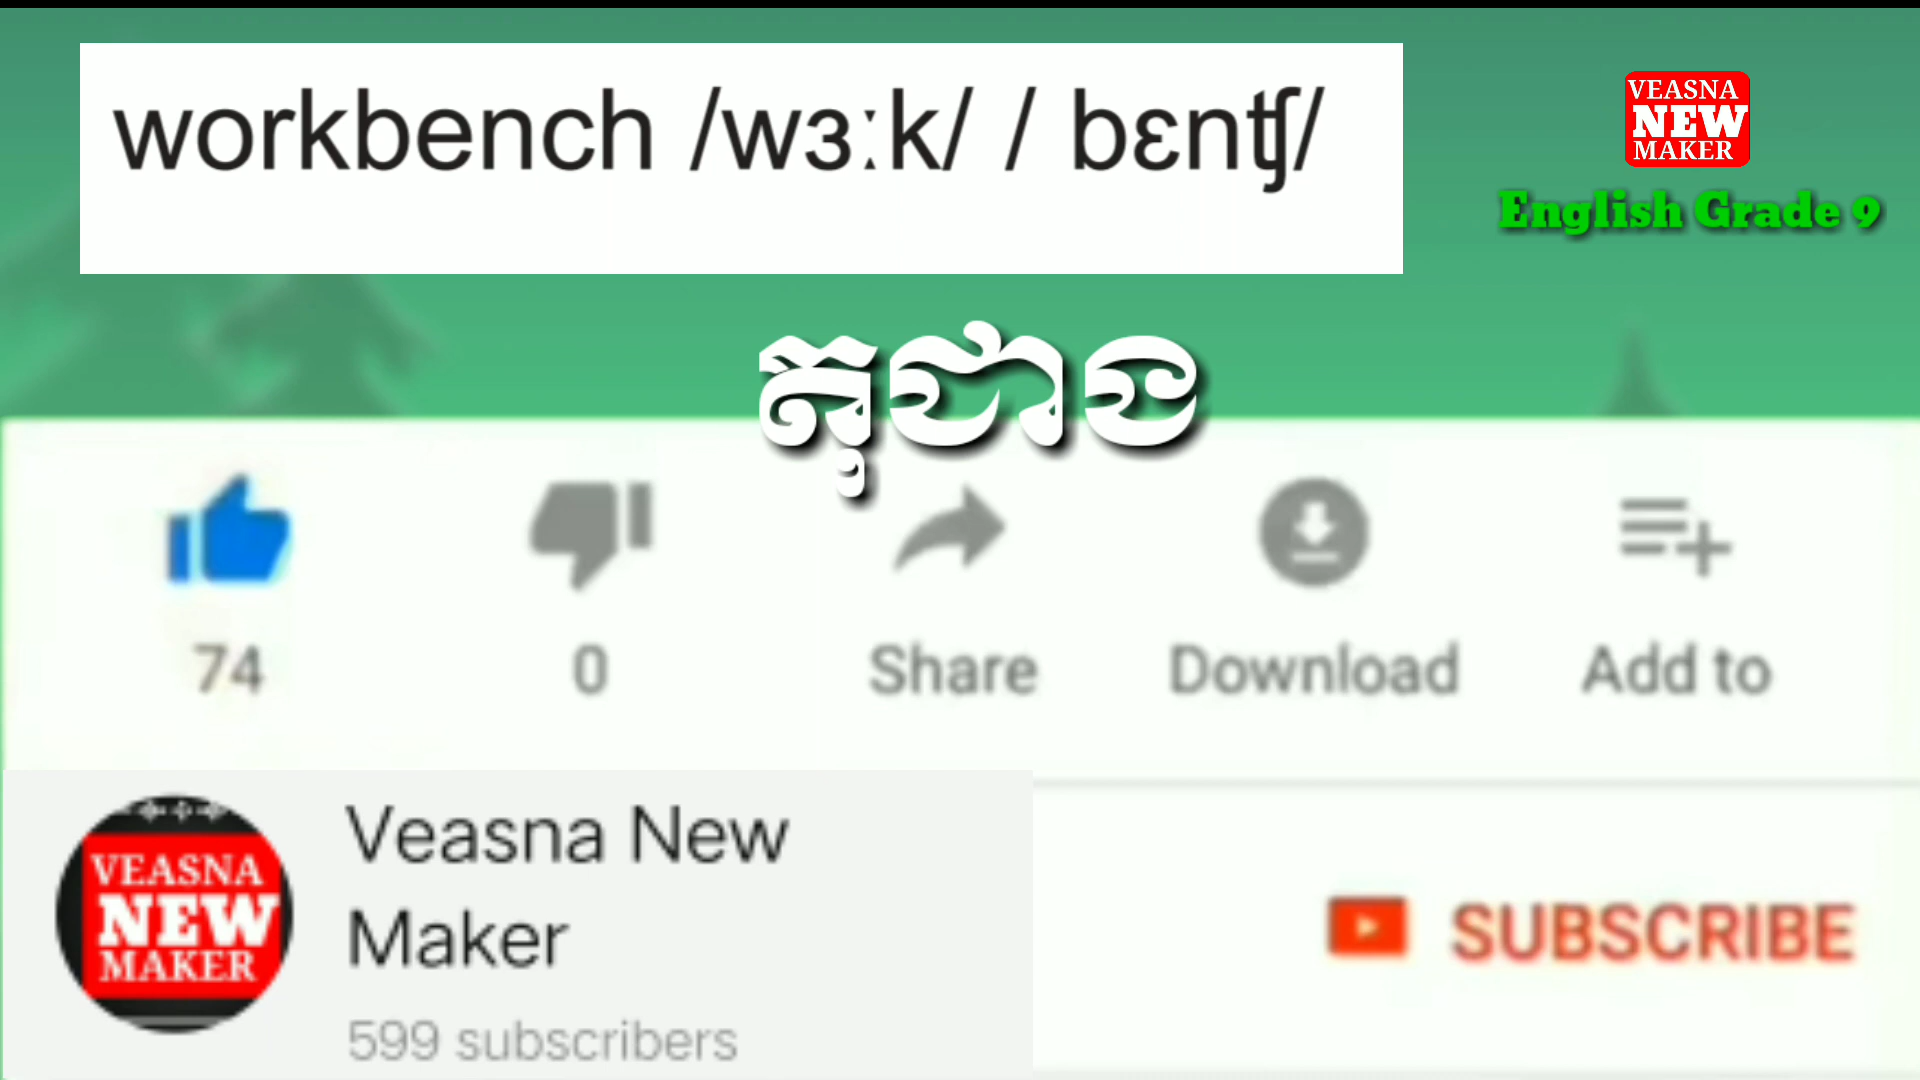 workbench /wɜːk/ / bɛnʧ/
VEASNA
NEW
MAKER
English Grade 9
តុជាង
74
0
Share
Download
Add to
VEASNA
NEW
MAKER
Veasna New
Maker
599 subscribers
SUBSCRIBE